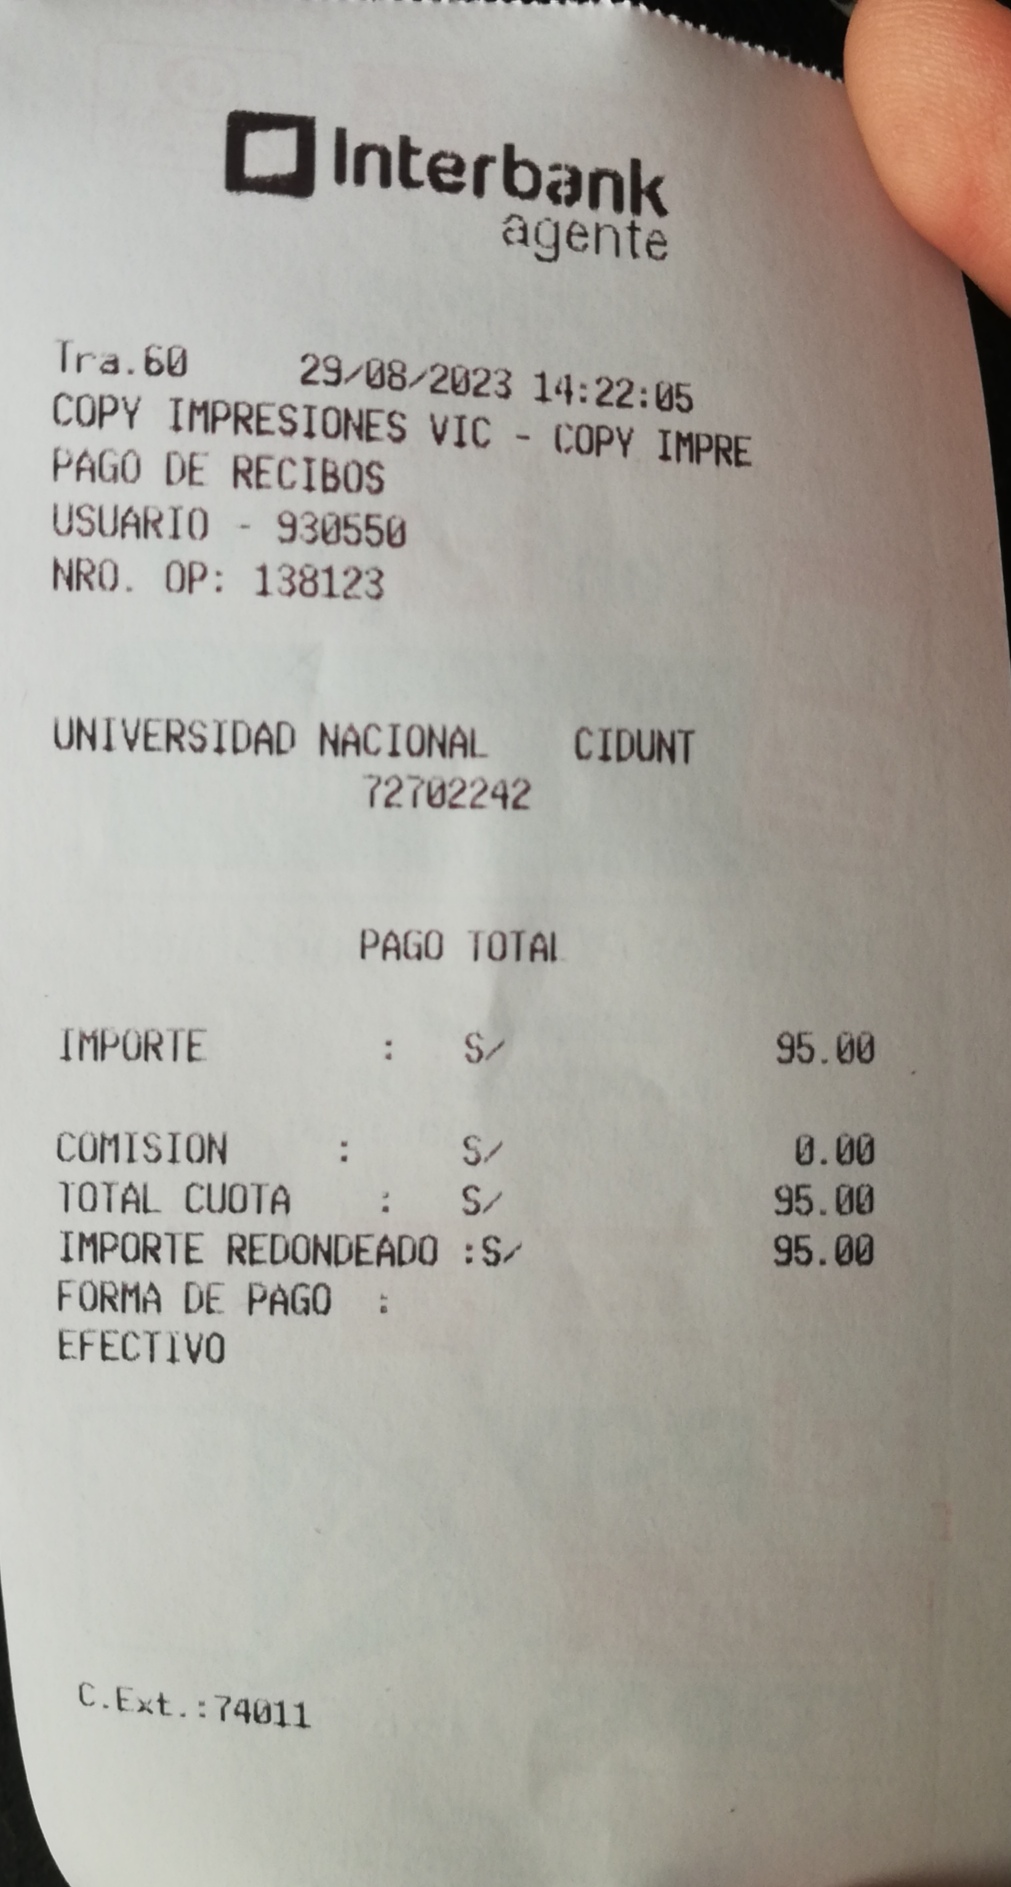 Interbank
agente
Tra.60 29/08/2023 14:22:05
COPY IMPRESIONES VIC - COPY IMPRE
PAGO DE RECIBOS
USUARIO - 930550
NRO. OP: 138123
UNIVERSIDAD NACIONAL CIDUNT
72702242
PAGO TOTAL
IMPORTE : S/ 95.00
COMISION : S/ 0.00
TOTAL CUOTA : S/ 95.00
IMPORTE REDONDEADO :S/ 95.00
FORMA DE PAGO :
EFECTIVO
C.Ext.:74011